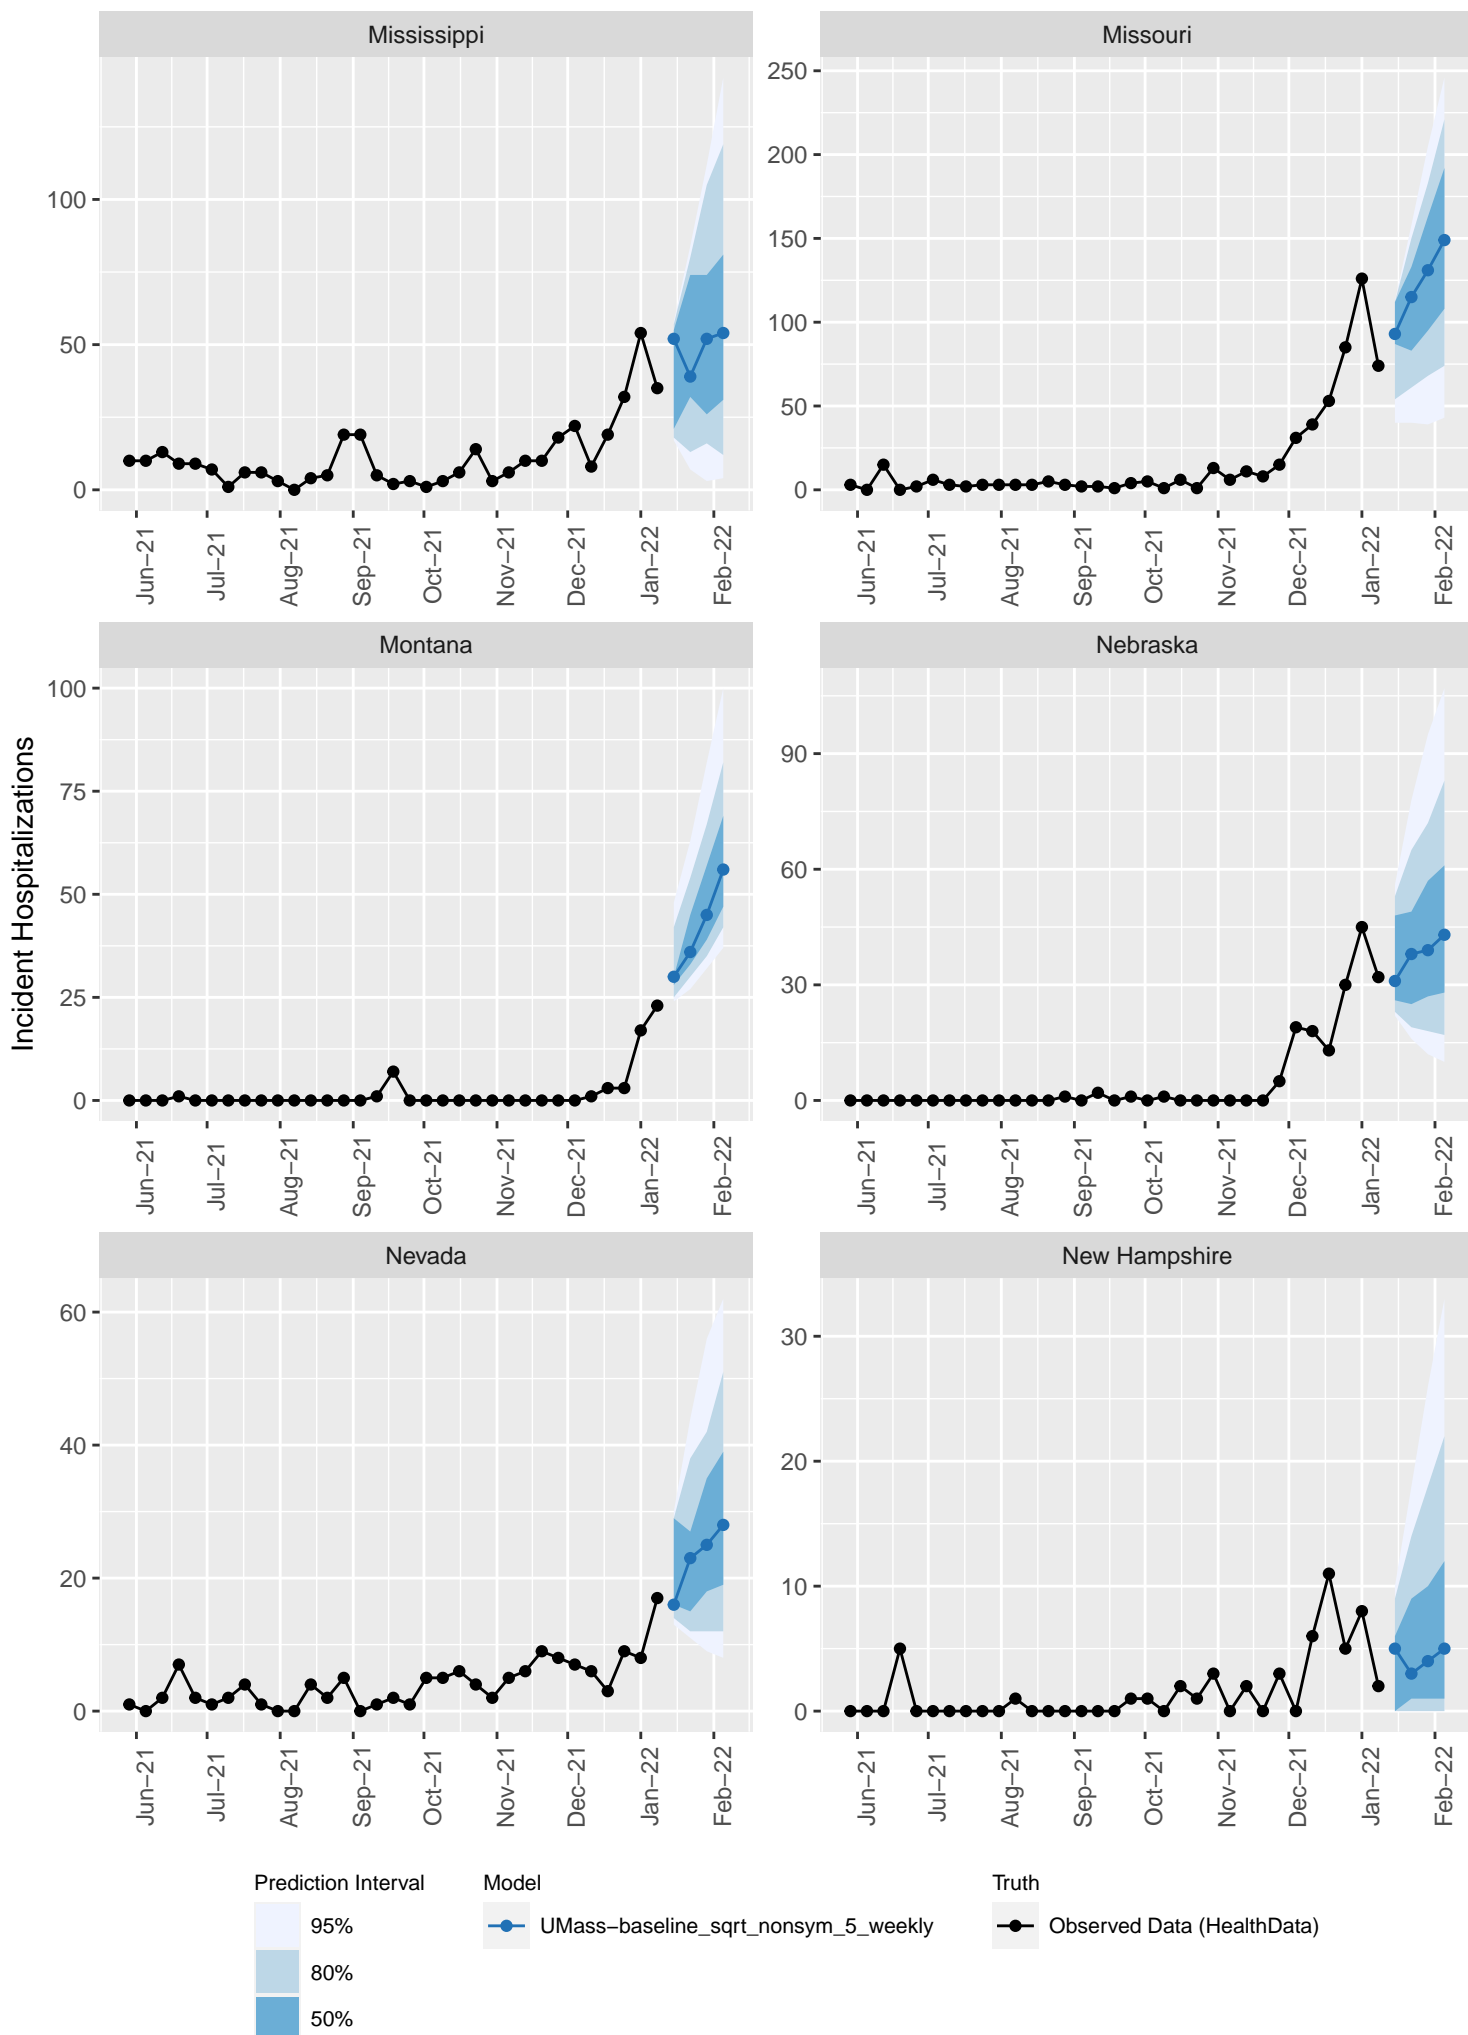 Mississippi
Missouri
0
50
100
0
50
100
150
200
250
Jun−21
Jul−21
Aug−21
Sep−21
Oct−21
Nov−21
Dec−21
Jan−22
Feb−22
Jun−21
Jul−21
Aug−21
Sep−21
Oct−21
Nov−21
Dec−21
Jan−22
Feb−22
Montana
Nebraska
Incident Hospitalizations
0
25
50
75
100
0
30
60
90
Jun−21
Jul−21
Aug−21
Sep−21
Oct−21
Nov−21
Dec−21
Jan−22
Feb−22
Jun−21
Jul−21
Aug−21
Sep−21
Oct−21
Nov−21
Dec−21
Jan−22
Feb−22
Nevada
New Hampshire
0
20
40
60
0
10
20
30
Jun−21
Jul−21
Aug−21
Sep−21
Oct−21
Nov−21
Dec−21
Jan−22
Feb−22
Jun−21
Jul−21
Aug−21
Sep−21
Oct−21
Nov−21
Dec−21
Jan−22
Feb−22
Prediction Interval
95%
80%
50%
Model
UMass−baseline_sqrt_nonsym_5_weekly
Truth
Observed Data (HealthData)